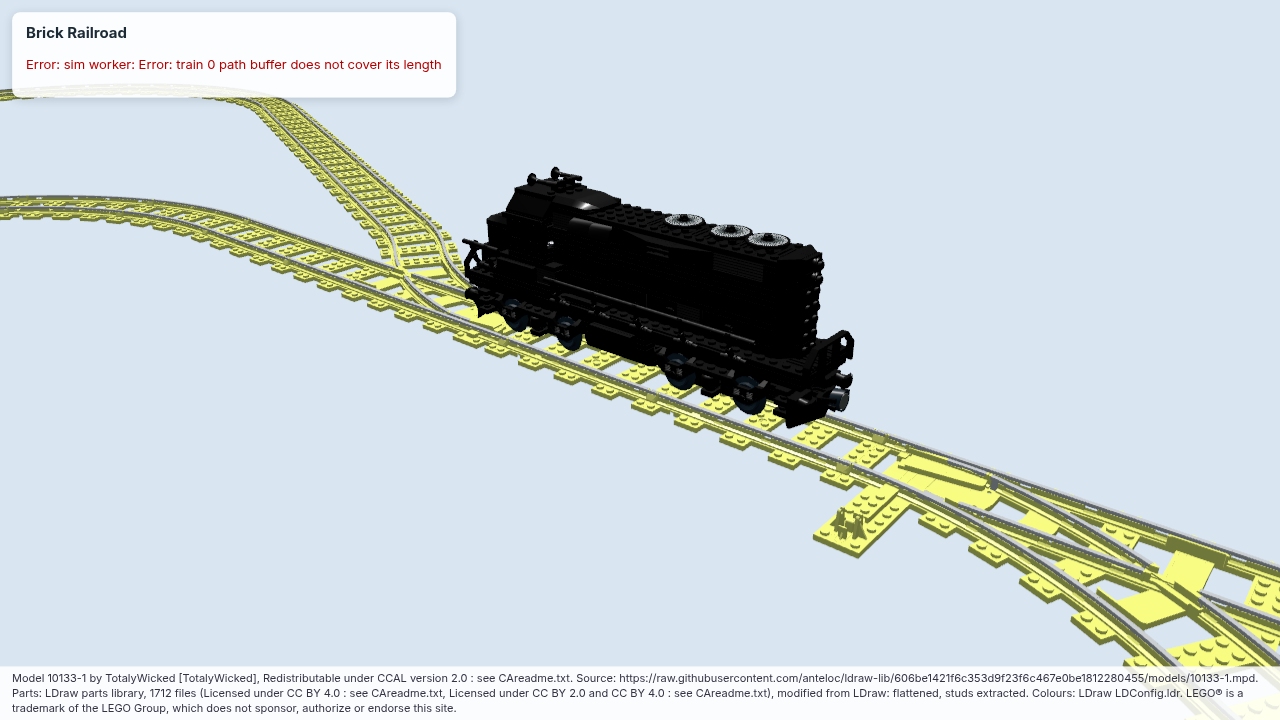 Brick Railroad
Error: sim worker: Error: train 0 path buffer does not cover its length
Model 10133-1 by TotalyWicked [TotalyWicked], Redistributable under CCAL version 2.0 : see CAreadme.txt. Source: https://raw.githubusercontent.com/anteloc/ldraw-lib/606be1421f6c353d9f23f6c467e0be1812280455/models/10133-1.mpd.
Parts: LDraw parts library, 1712 files (Licensed under CC BY 4.0 : see CAreadme.txt, Licensed under CC BY 2.0 and CC BY 4.0 : see CAreadme.txt), modified from LDraw: flattened, studs extracted. Colours: LDraw LDConfig.ldr. LEGO® is a
trademark of the LEGO Group, which does not sponsor, authorize or endorse this site.